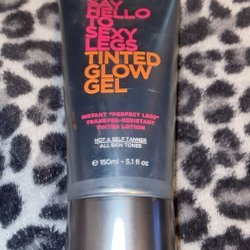 SAY
HELLO
TO
SEXY
LEGS
TINTED
GLOW
GEL
INSTANT "PERFECT LEGS"
TRANSFER-RESISTANT
TINTED LOTION
NOT A SELF TANNER
ALL SKIN TONES
℮ 150ml - 5.1 fl oz